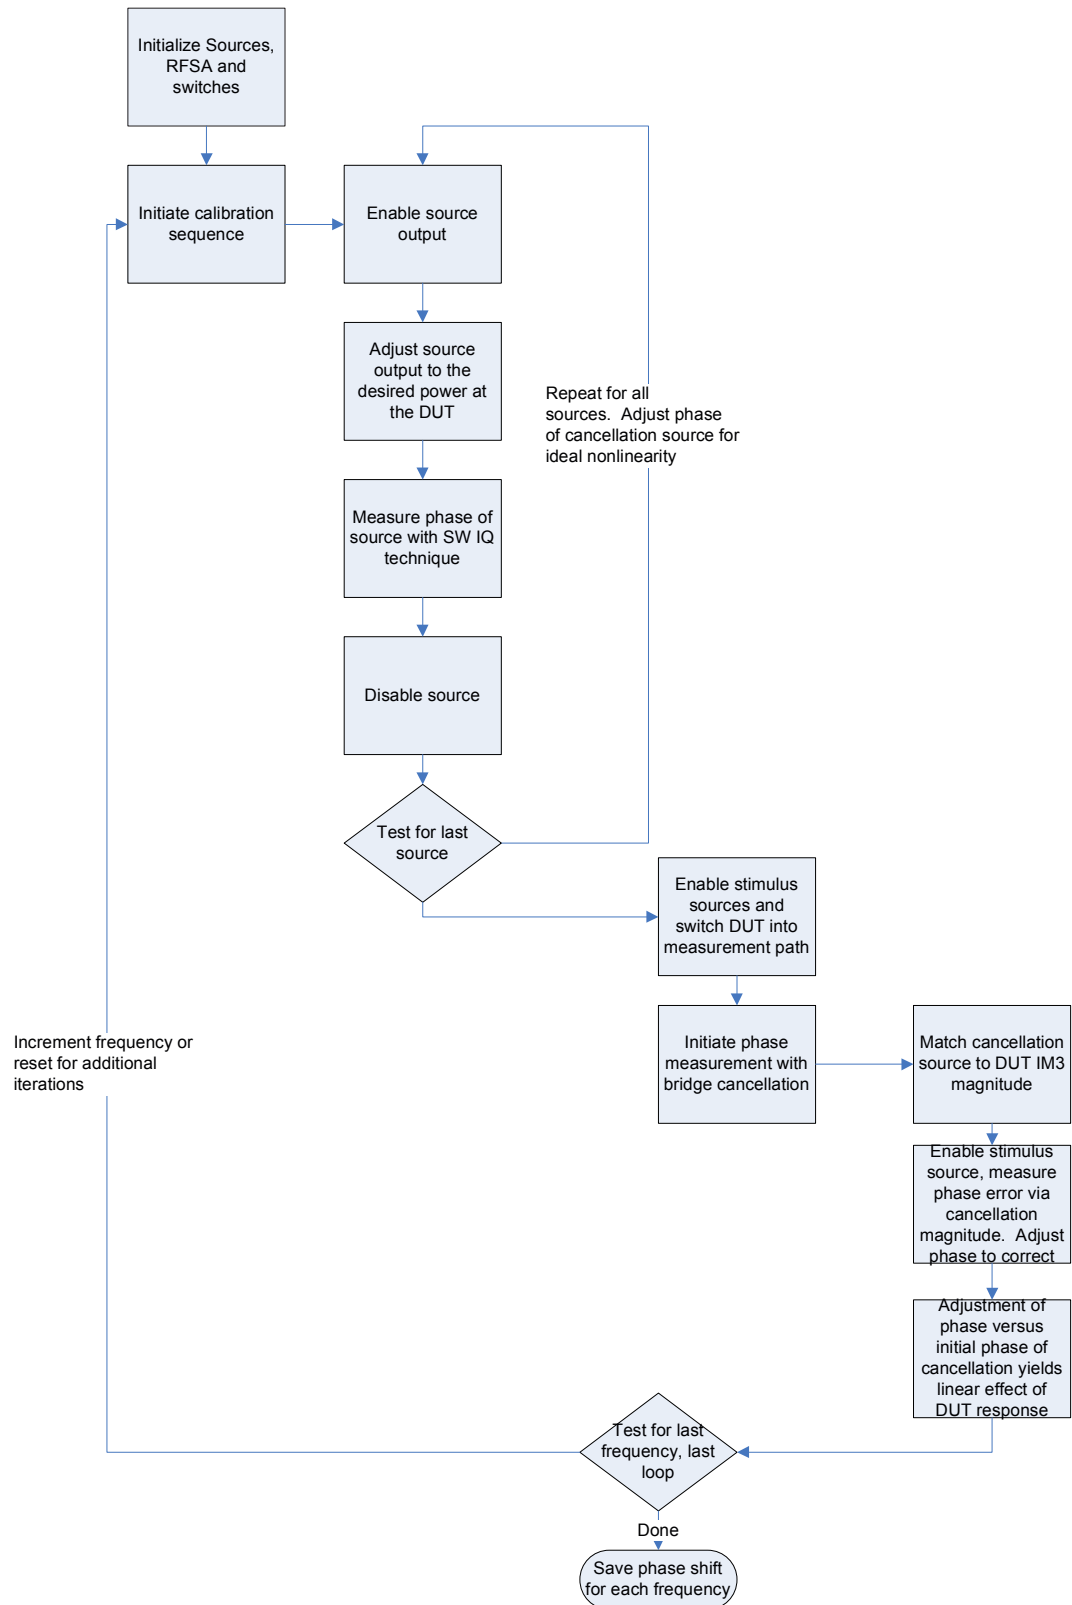 Initialize Sources,
RFSA and
switches
Initiate calibration
sequence
Enable source
output
Adjust source
output to the
desired power at
the DUT
Repeat for all
sources.  Adjust phase
of cancellation source for
ideal nonlinearity
Measure phase of
source with SW IQ
technique
Disable source
Test for last
source
Enable stimulus
sources and
switch DUT into
measurement path
Increment frequency or
reset for additional
iterations
Initiate phase
measurement with
bridge cancellation
Match cancellation
source to DUT IM3
magnitude
Enable stimulus
source, measure
phase error via
cancellation
magnitude.  Adjust
phase to correct
Adjustment of
phase versus
initial phase of
cancellation yields
linear effect of
DUT response
Test for last
frequency, last
loop
Done
Save phase shift
for each frequency